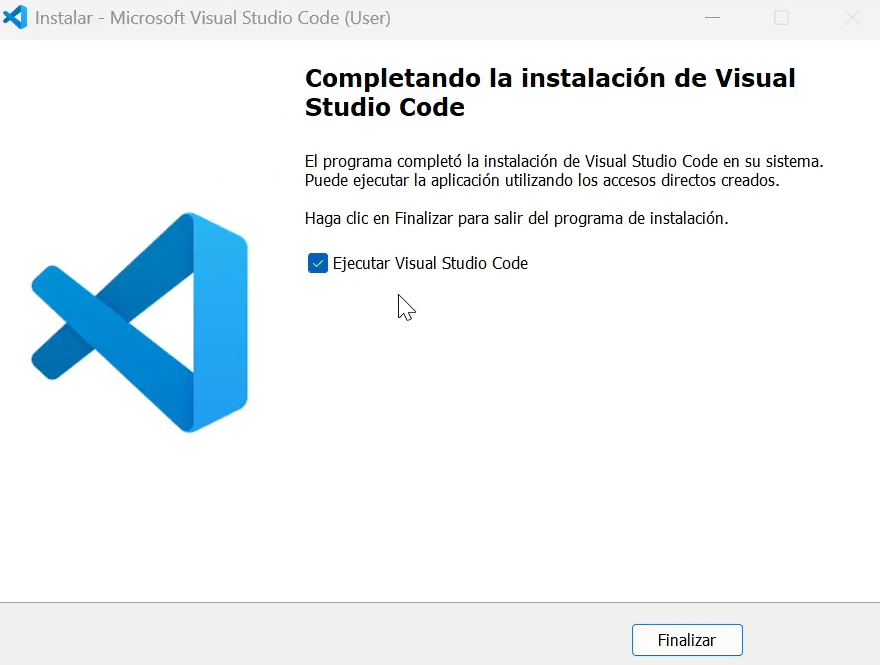 Instalar - Microsoft Visual Studio Code (User)
Completando la instalación de Visual
Studio Code
El programa completó la instalación de Visual Studio Code en su sistema.
Puede ejecutar la aplicación utilizando los accesos directos creados.
Haga clic en Finalizar para salir del programa de instalación.
Ejecutar Visual Studio Code
Finalizar